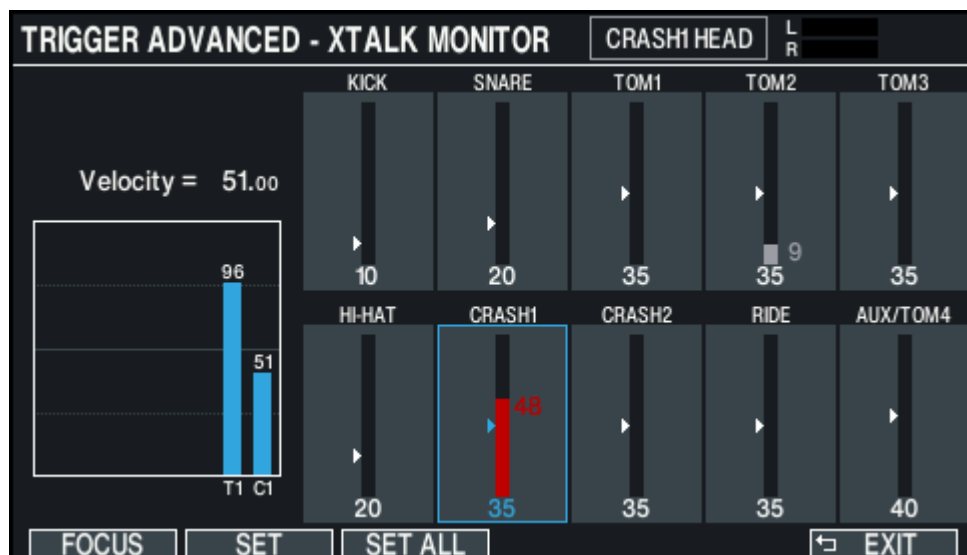 TRIGGER ADVANCED - XTALK MONITOR CRASH1 HEAD L
R
KICK SNARE TOM1 TOM2 TOM3
Velocity = 51.00
9
10 20 35 35 35
96
HI-HAT CRASH1 CRASH2 RIDE AUX/TOM4
51
48
T1 C1
20 35 35 35 40
FOCUS SET SET ALL EXIT